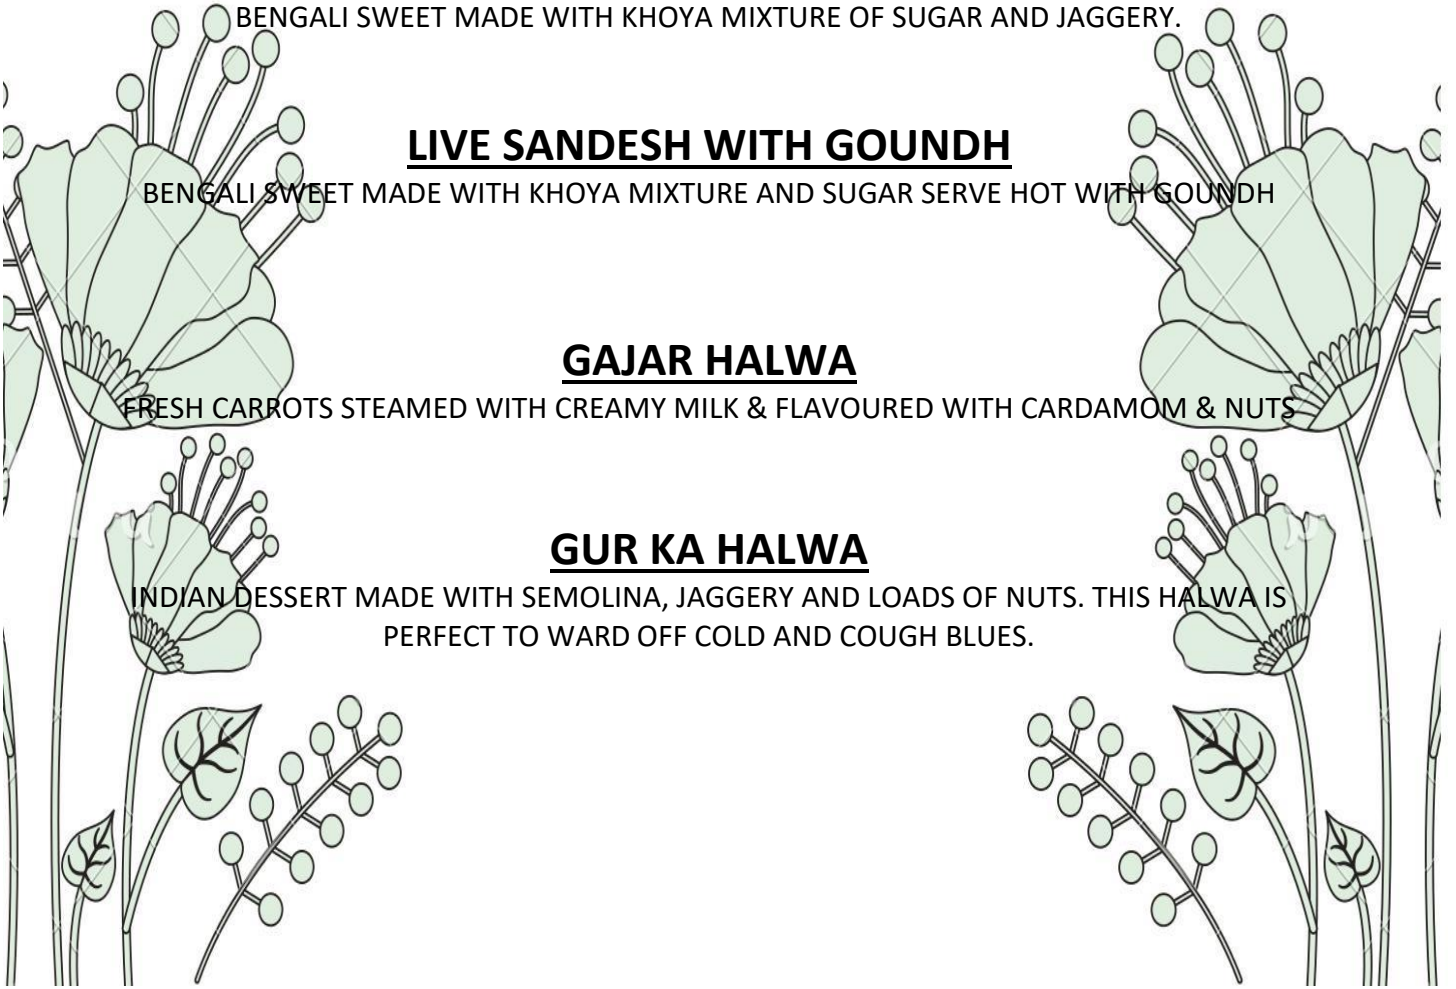 BENGALI SWEET MADE WITH KHOYA MIXTURE OF SUGAR AND JAGGERY.
LIVE SANDESH WITH GOUNDH
BENGALI SWEET MADE WITH KHOYA MIXTURE AND SUGAR SERVE HOT WITH GOUNDH
GAJAR HALWA
FRESH CARROTS STEAMED WITH CREAMY MILK & FLAVOURED WITH CARDAMOM & NUTS
GUR KA HALWA
INDIAN DESSERT MADE WITH SEMOLINA, JAGGERY AND LOADS OF NUTS. THIS HALWA IS
PERFECT TO WARD OFF COLD AND COUGH BLUES.